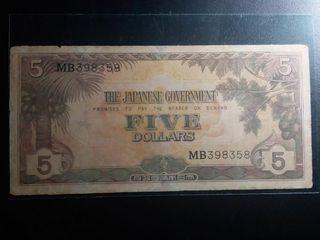 5 MB398358 5
THE JAPANESE GOVERNMENT
PROMISES TO PAY THE BEARER ON DEMAND
FIVE
DOLLARS
MB398358
5 5